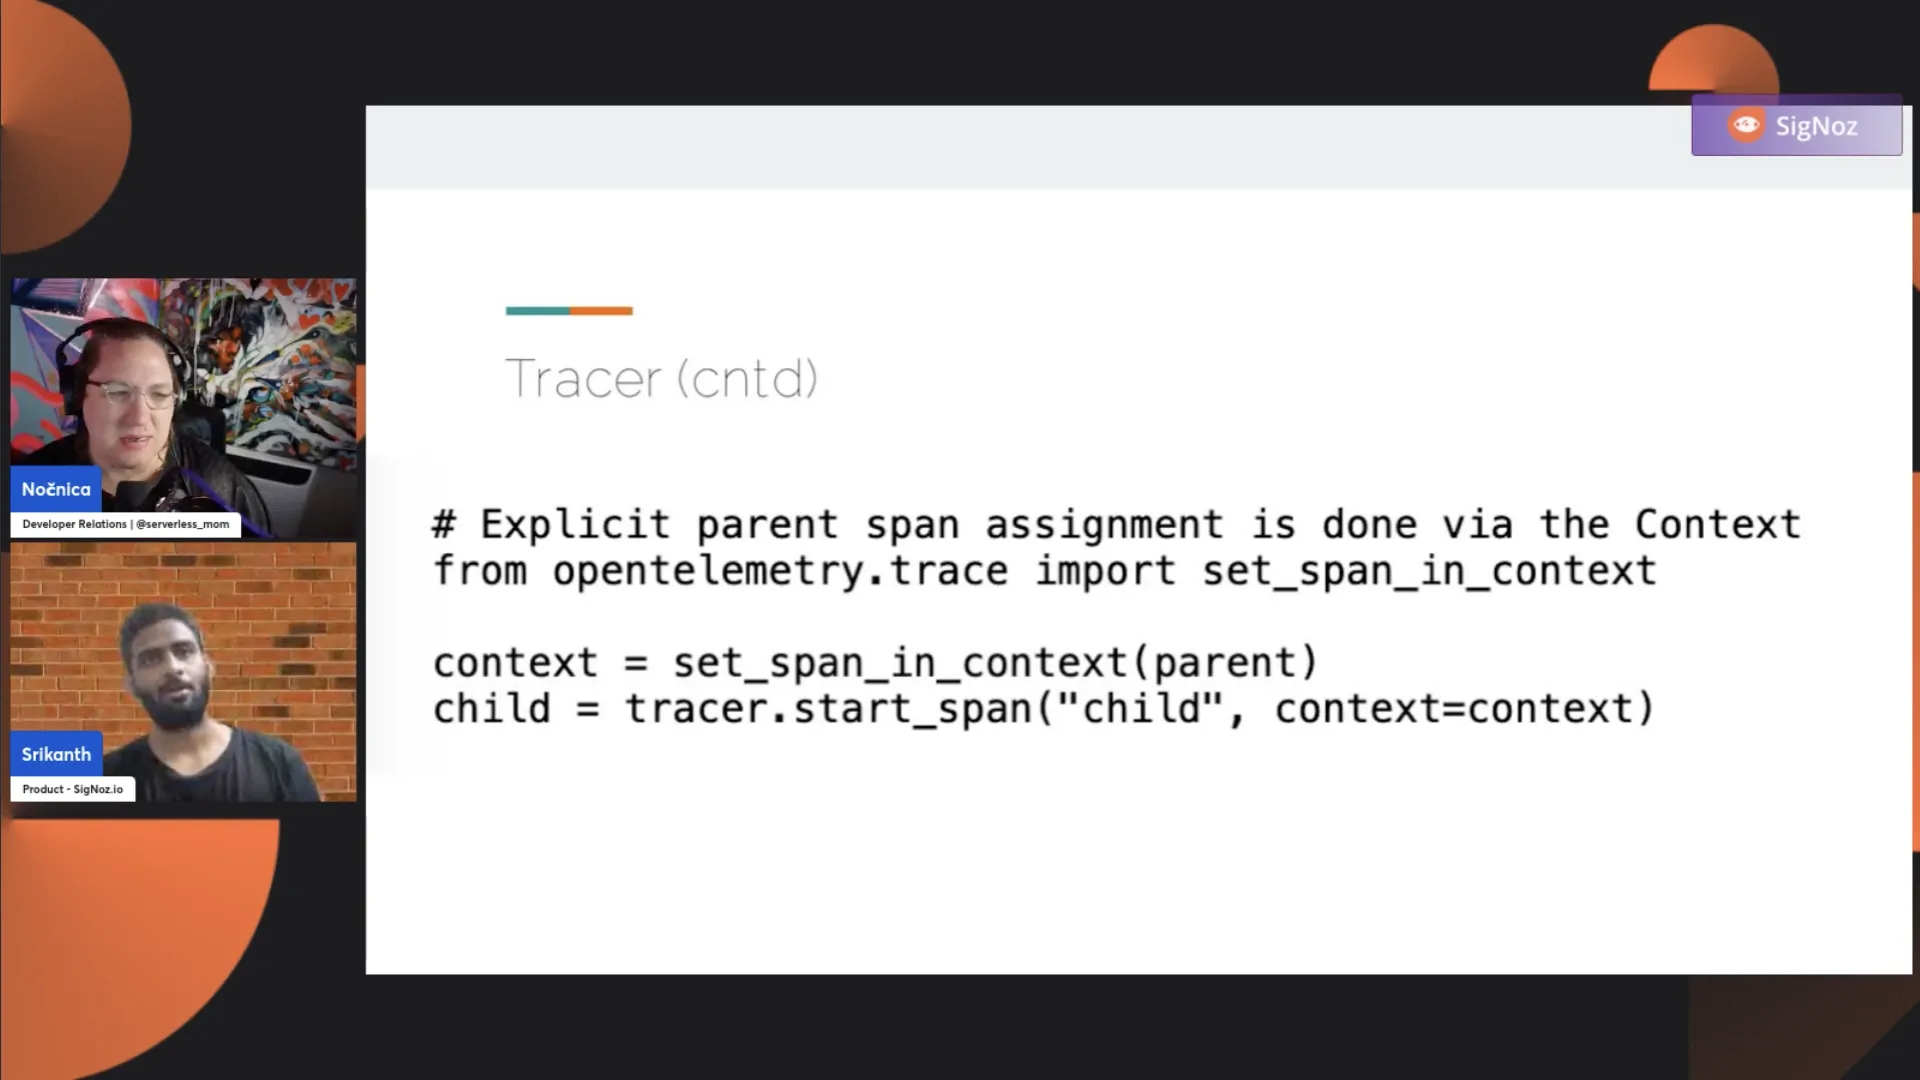 SigNoz
Tracer (cntd)
# Explicit parent span assignment is done via the Context
from opentelemetry.trace import set_span_in_context
context = set_span_in_context(parent)
child = tracer.start_span("child", context=context)
Nočnica
Developer Relations | @serverless_mom
Srikanth
Product - SigNoz.io